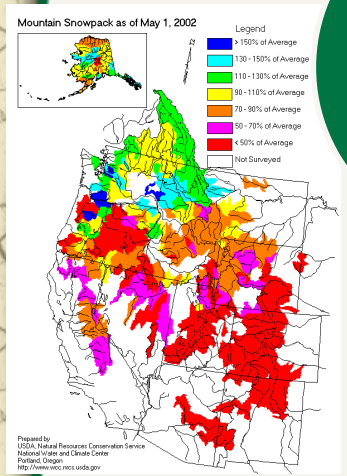 Mountain Snowpack as of May 1, 2002
Legend
> 150% of Average
130 - 150% of Average
110 - 130% of Average
90 - 110% of Average
70 - 90% of Average
50 - 70% of Average
< 50% of Average
Not Surveyed
Prepared by
USDA, Natural Resources Conservation Service
National Water and Climate Center
Portland, Oregon
http://www.wcc.nrcs.usda.gov